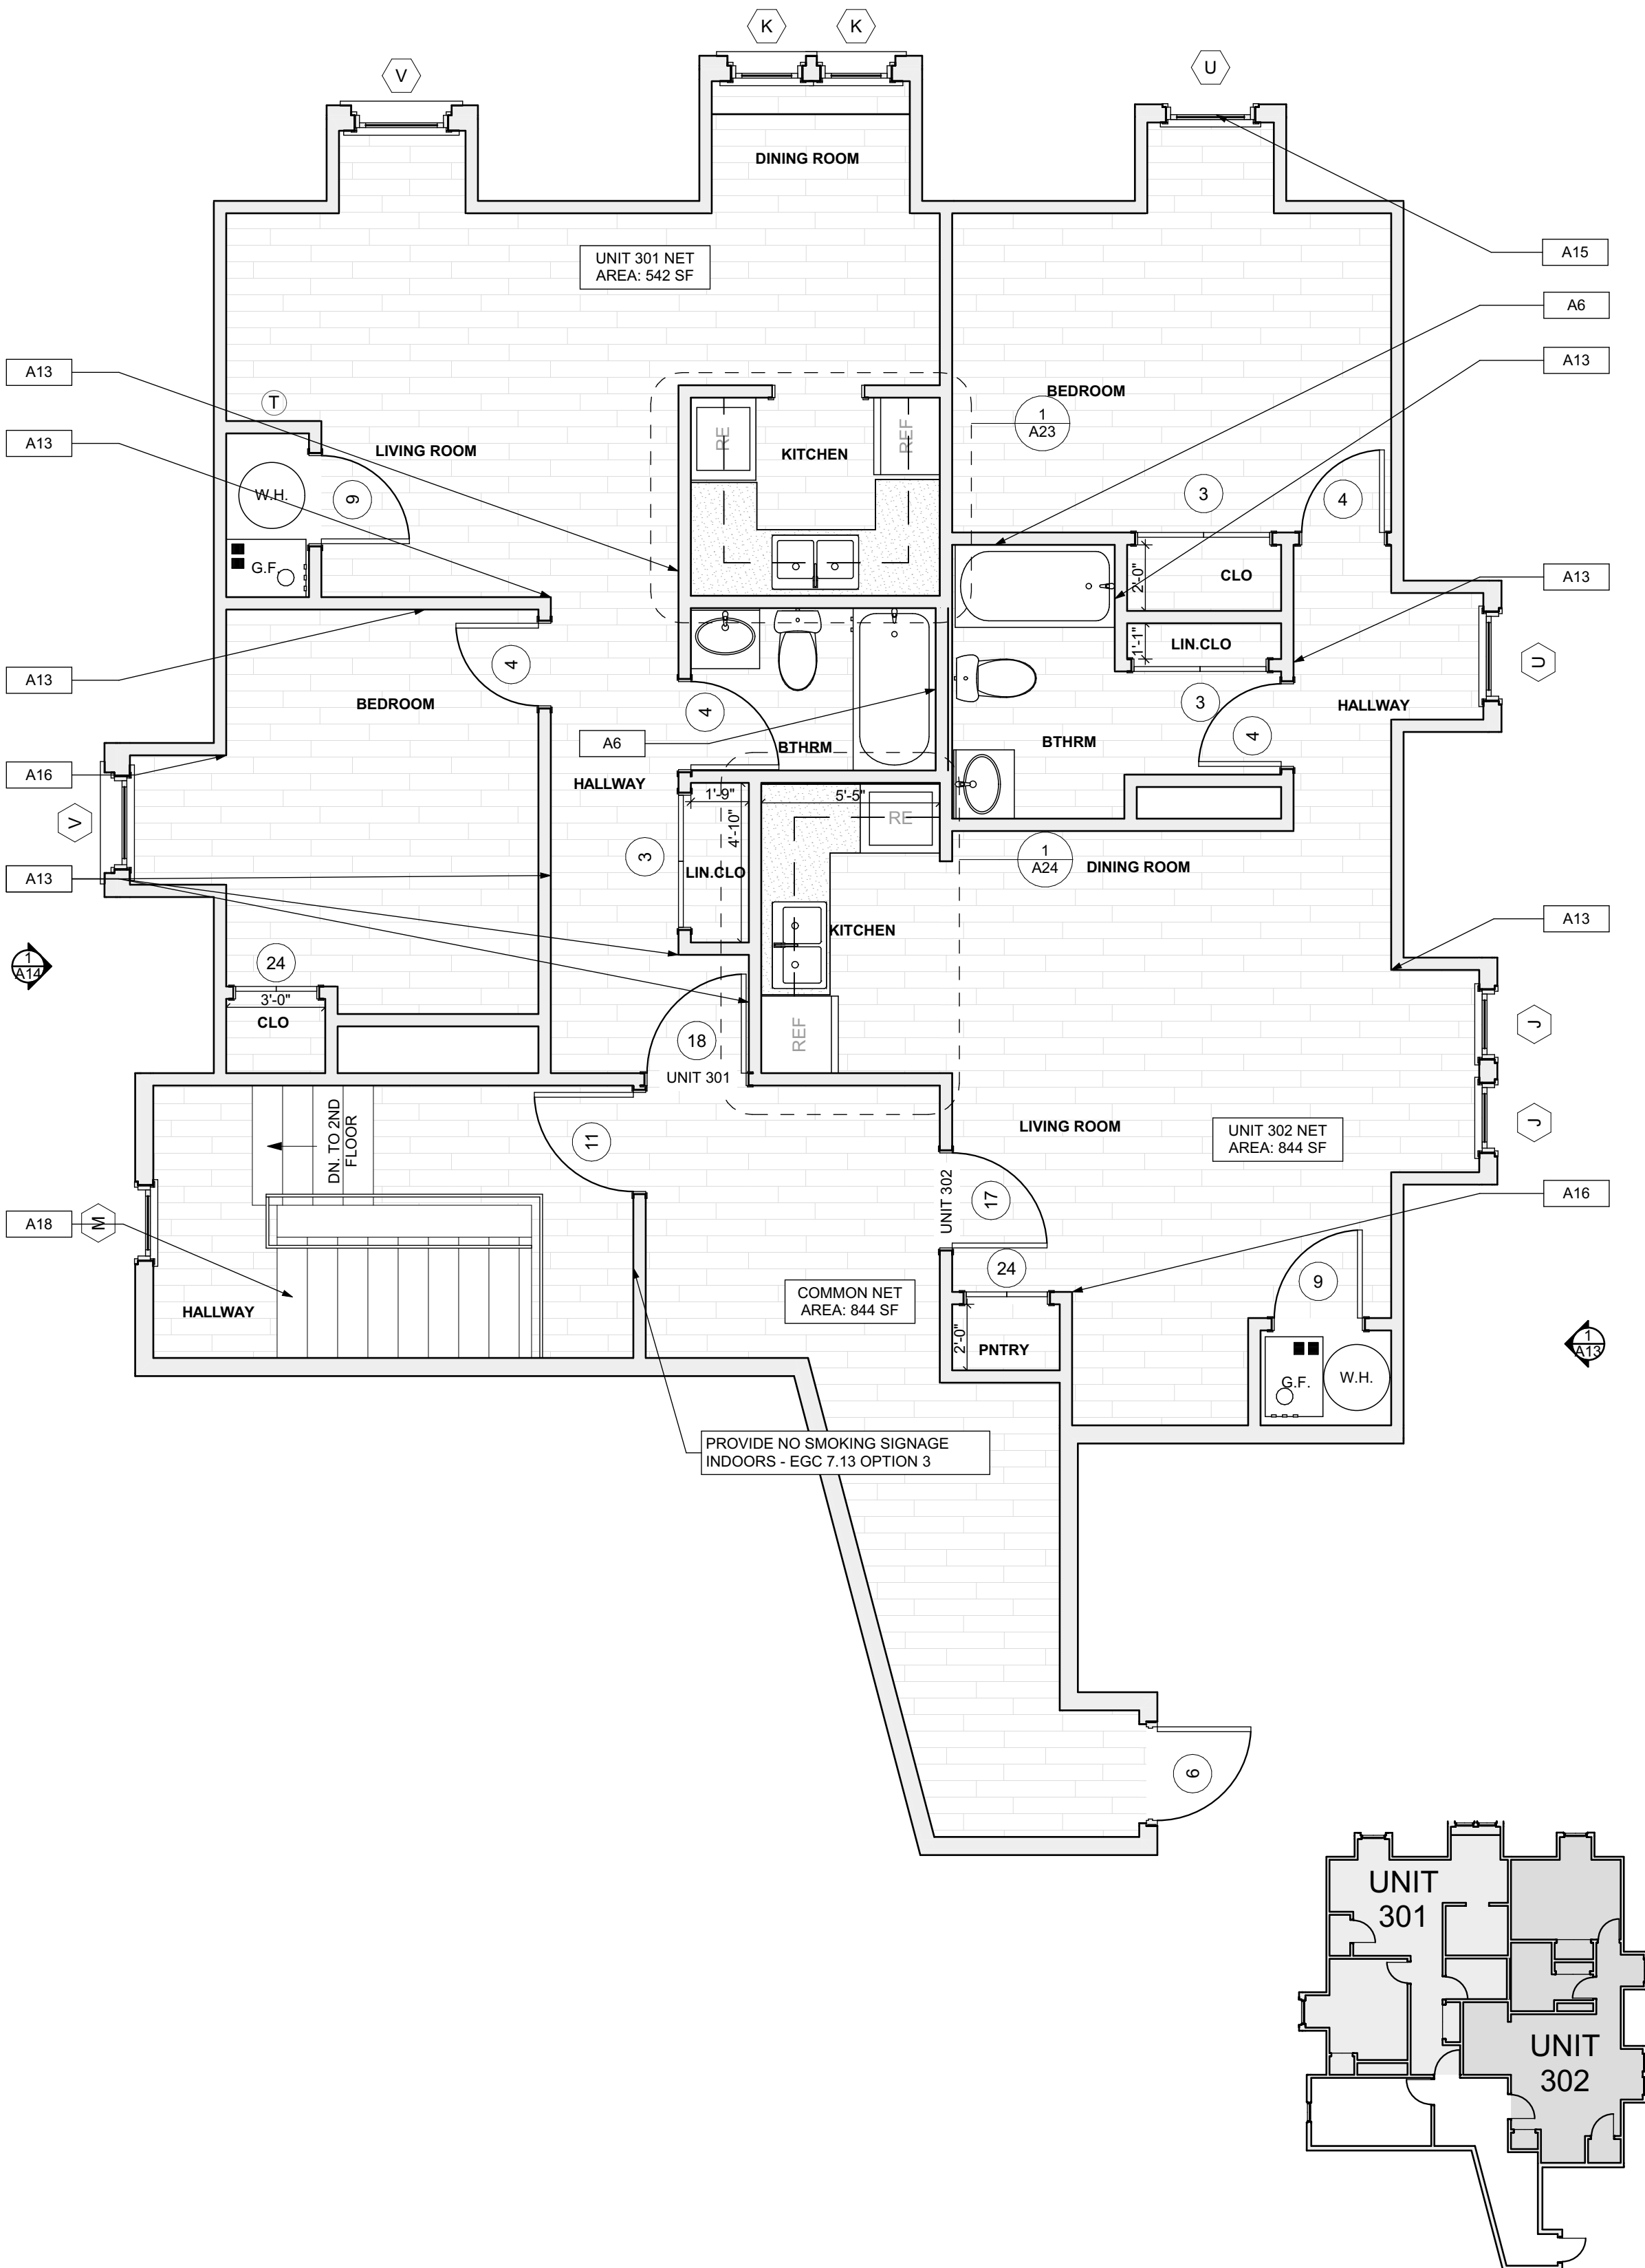 K
K
V
U
DINING ROOM
UNIT 301 NET
AREA: 542 SF
A15
A6
A13
A13
BEDROOM
T
1
A23
A13
LIVING ROOM
RE
KITCHEN
REF
W.H.
9
3
4
G.F.
2'-0"
CLO
A13
1'-1"
LIN.CLO
4
U
A13
BEDROOM
4
3
HALLWAY
A6
BTHRM
BTHRM
4
A16
HALLWAY
1'-9"
5'-5"
V
4'-10"
RE
3
1
A24
DINING ROOM
A13
LIN.CLO
A13
KITCHEN
1
A14
24
3'-0"
CLO
REF
J
18
UNIT 301
DN. TO 2ND
FLOOR
11
LIVING ROOM
UNIT 302 NET
AREA: 844 SF
J
UNIT 302
17
A16
A18
M
24
9
COMMON NET
AREA: 844 SF
HALLWAY
2'-0"
PNTRY
1
A13
G.F.
W.H.
PROVIDE NO SMOKING SIGNAGE
INDOORS - EGC 7.13 OPTION 3
6
UNIT
301
UNIT
302